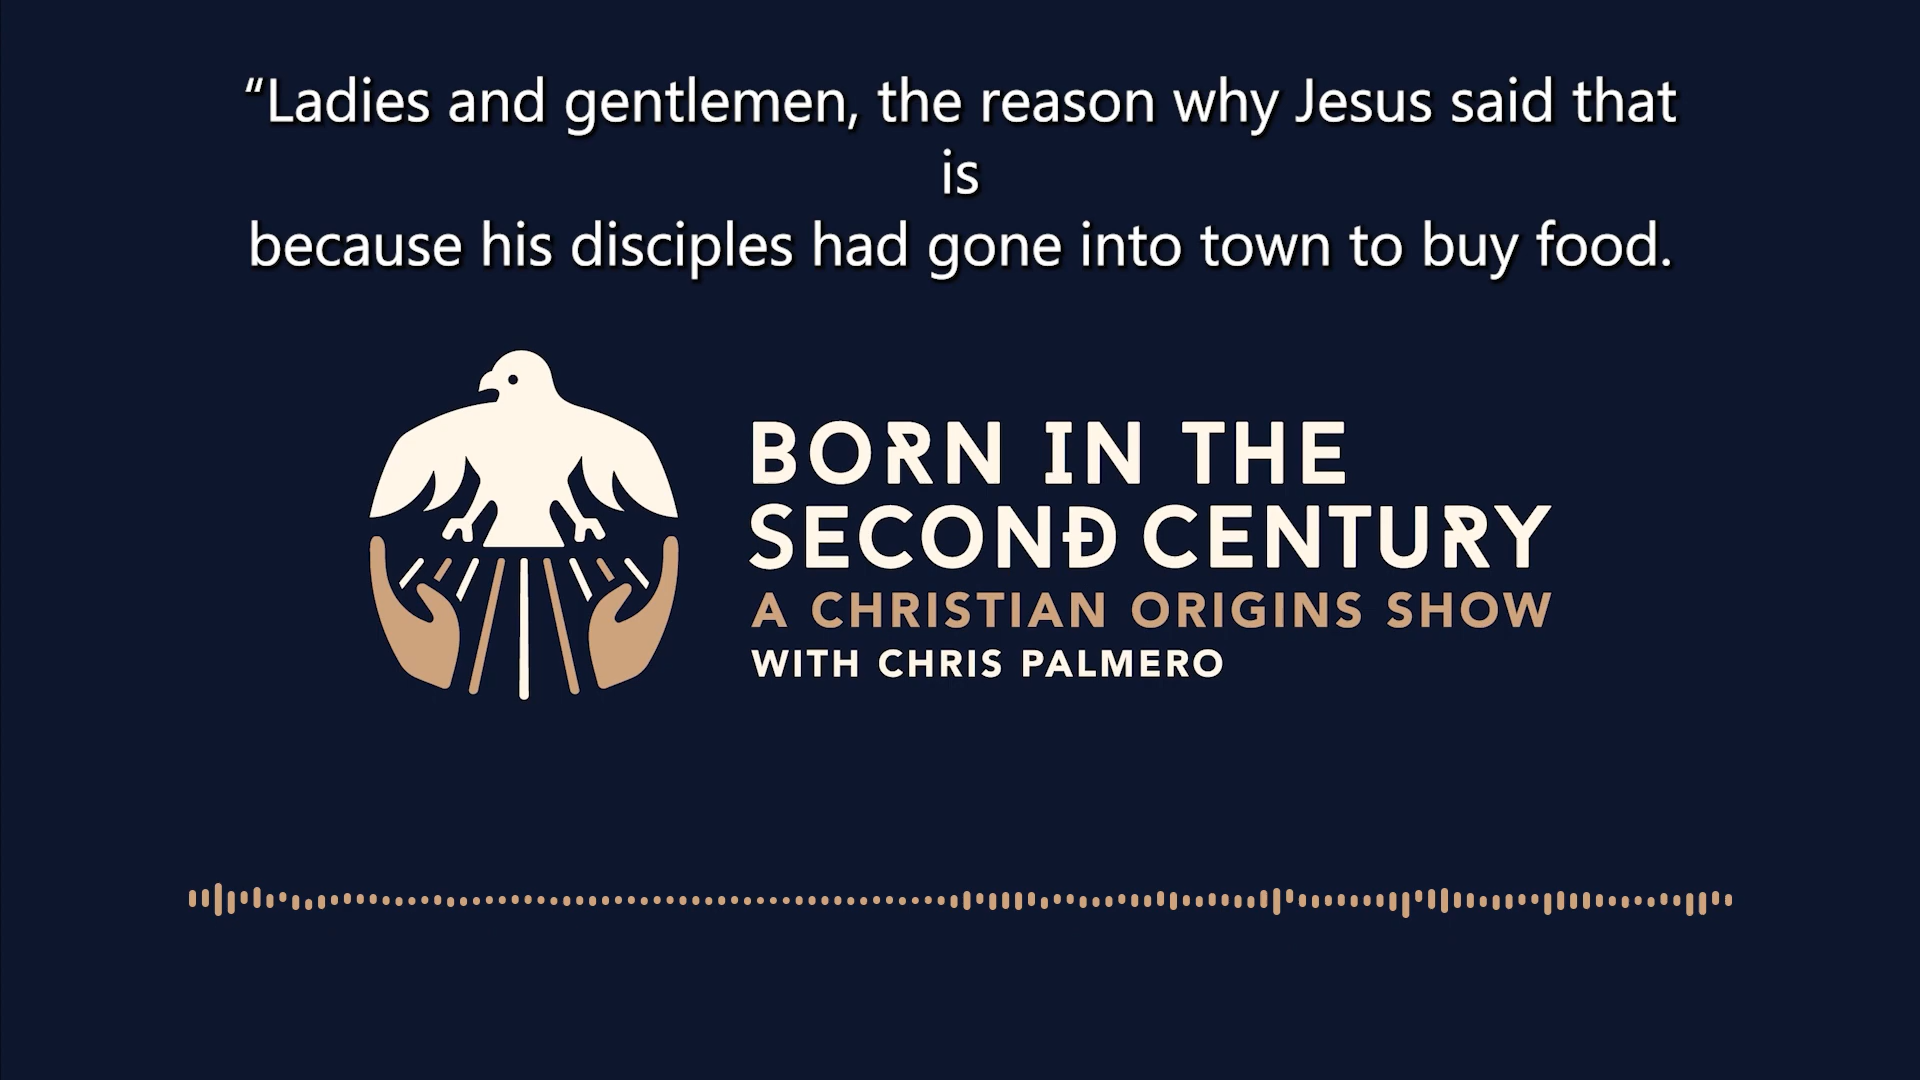 “Ladies and gentlemen, the reason why Jesus said that
is
because his disciples had gone into town to buy food.
BORN IN THE
SECOND CENTURY
A CHRISTIAN ORIGINS SHOW
WITH CHRIS PALMERO